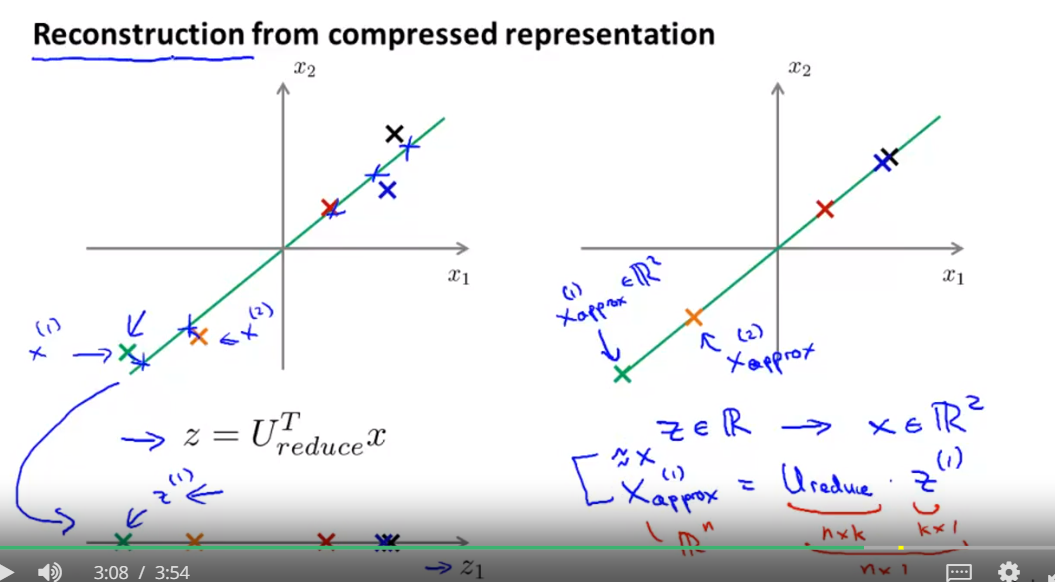 Reconstruction from compressed representation
x₂
x₂
x₁
x₁
x⁽¹⁾
x⁽²⁾
x⁽¹⁾approx ∈ ℝ²
x⁽²⁾approx
z = Uᵀreduce x
z ∈ ℝ → x ∈ ℝ²
≈ x
x⁽¹⁾approx = Ureduce · z⁽¹⁾
z⁽¹⁾
ℝⁿ
n×k
k×1
n×1
z₁
3:08 / 3:54